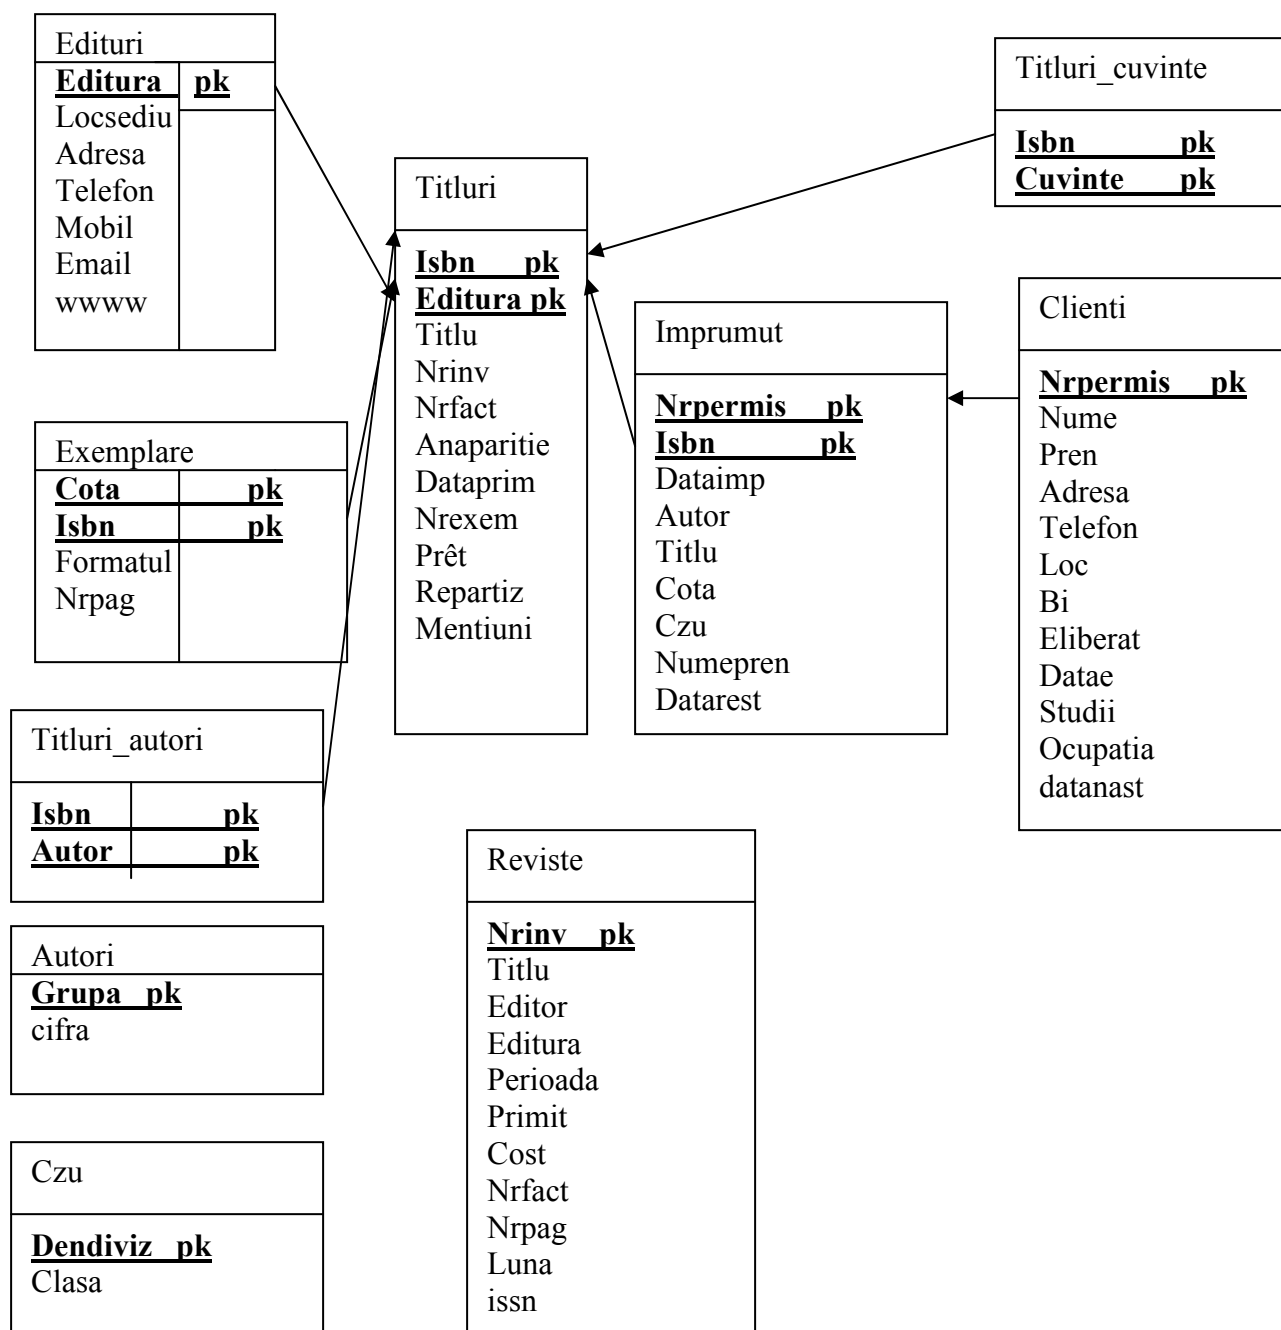 Edituri
Editura pk
Locsediu
Adresa
Telefon
Mobil
Email
wwww
Titluri_cuvinte
Isbn pk
Cuvinte pk
Titluri
Isbn pk
Editura pk
Titlu
Nrinv
Nrfact
Anaparitie
Dataprim
Nrexem
Prêt
Repartiz
Mentiuni
Imprumut
Nrpermis pk
Isbn pk
Dataimp
Autor
Titlu
Cota
Czu
Numepren
Datarest
Clienti
Nrpermis pk
Nume
Pren
Adresa
Telefon
Loc
Bi
Eliberat
Datae
Studii
Ocupatia
datanast
Exemplare
Cota pk
Isbn pk
Formatul
Nrpag
Titluri_autori
Isbn pk
Autor pk
Autori
Grupa pk
cifra
Czu
Dendiviz pk
Clasa
Reviste
Nrinv pk
Titlu
Editor
Editura
Perioada
Primit
Cost
Nrfact
Nrpag
Luna
issn